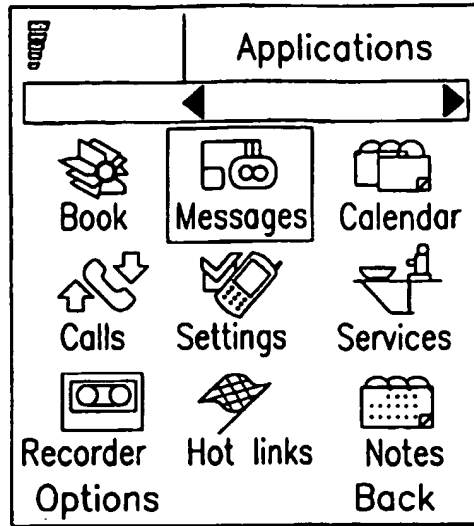 Applications
Book Messages Calendar
Calls Settings Services
Recorder Hot links Notes
Options Back